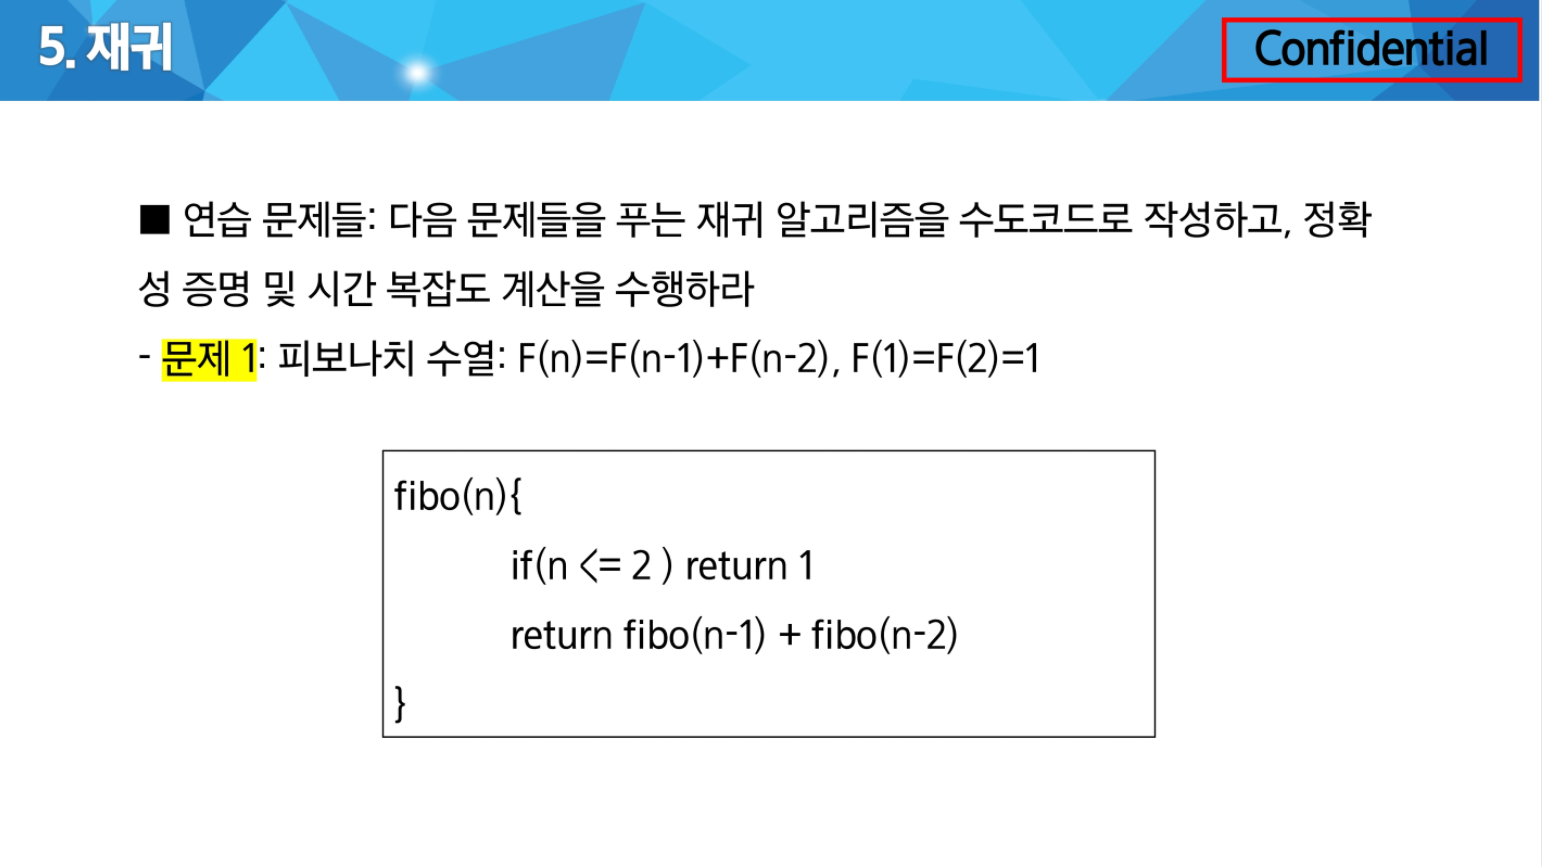 5. 재귀
Confidential
■ 연습 문제들: 다음 문제들을 푸는 재귀 알고리즘을 수도코드로 작성하고, 정확
성 증명 및 시간 복잡도 계산을 수행하라
- 문제 1: 피보나치 수열: F(n)=F(n-1)+F(n-2), F(1)=F(2)=1
fibo(n){
if(n <= 2 ) return 1
return fibo(n-1) + fibo(n-2)
}